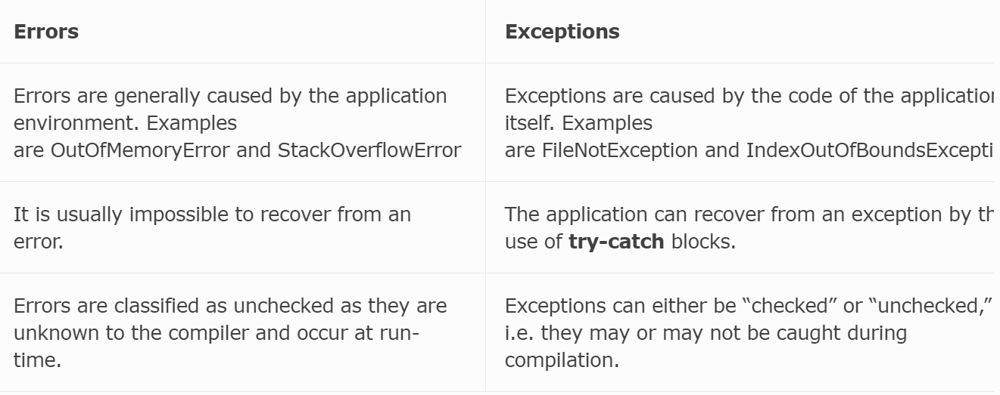 Errors
Exceptions
Errors are generally caused by the application
environment. Examples
are OutOfMemoryError and StackOverflowError
Exceptions are caused by the code of the application
itself. Examples
are FileNotException and IndexOutOfBoundsExcepti
It is usually impossible to recover from an
error.
The application can recover from an exception by th
use of try-catch blocks.
Errors are classified as unchecked as they are
unknown to the compiler and occur at run-
time.
Exceptions can either be “checked” or “unchecked,”
i.e. they may or may not be caught during
compilation.